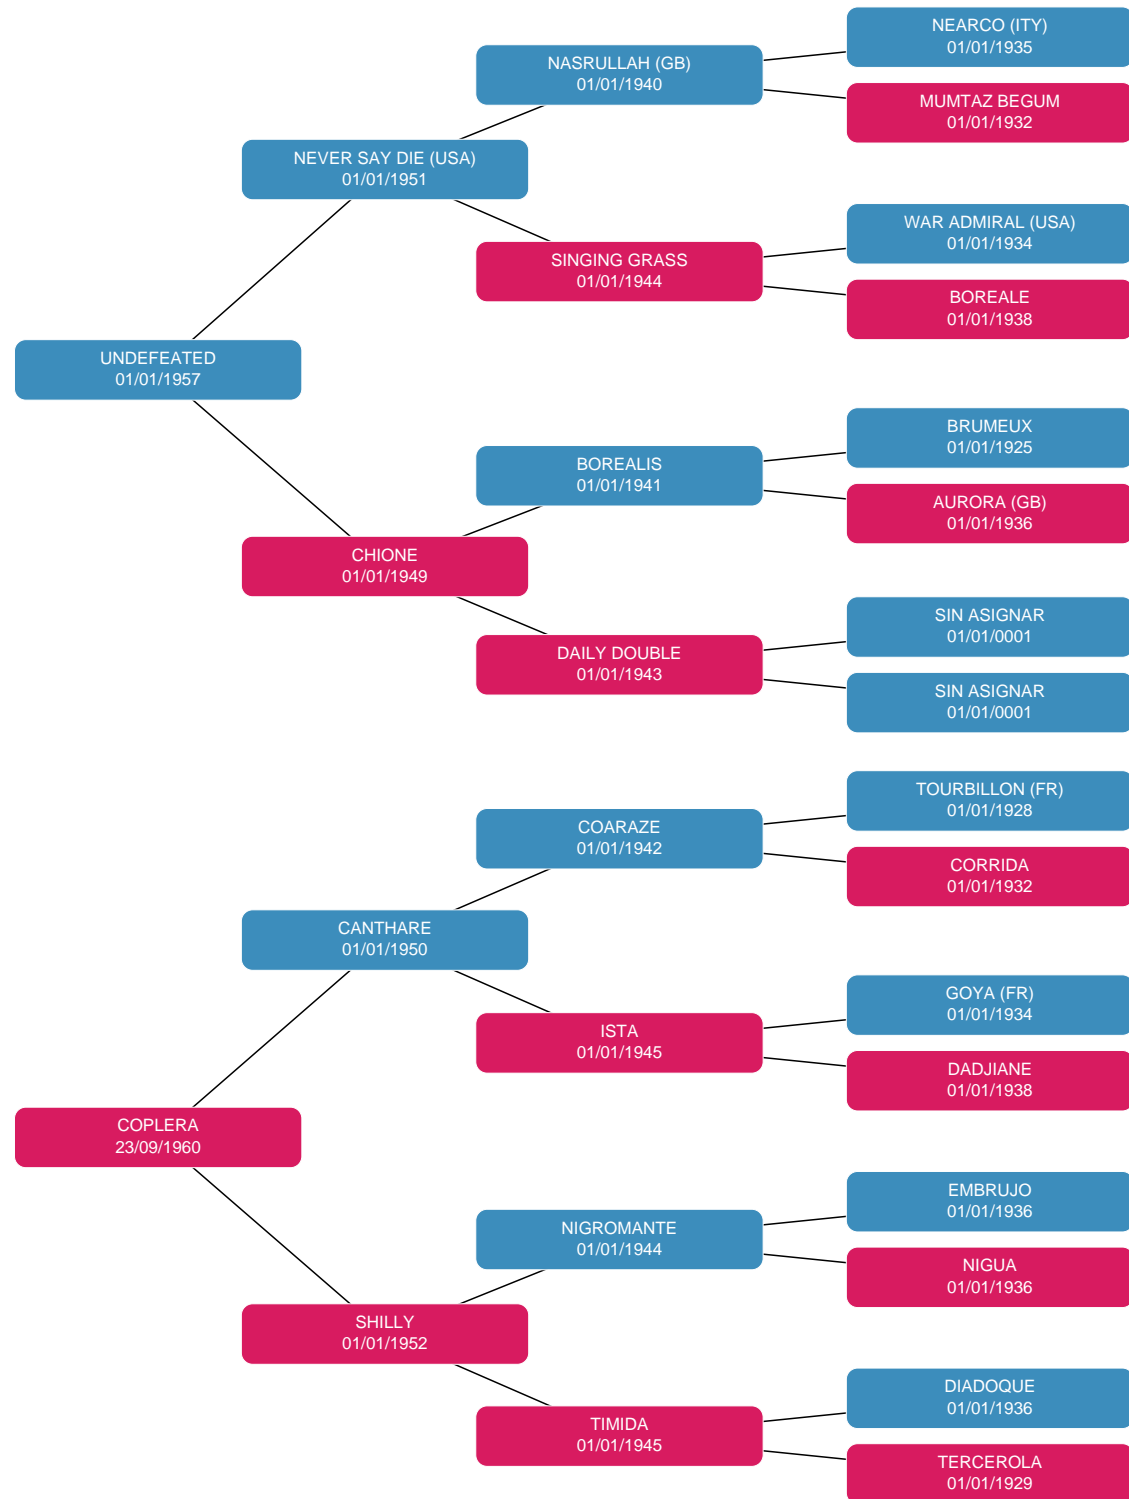 NEARCO (ITY)
01/01/1935
NASRULLAH (GB)
01/01/1940
MUMTAZ BEGUM
01/01/1932
NEVER SAY DIE (USA)
01/01/1951
WAR ADMIRAL (USA)
01/01/1934
SINGING GRASS
01/01/1944
BOREALE
01/01/1938
UNDEFEATED
01/01/1957
BRUMEUX
01/01/1925
BOREALIS
01/01/1941
AURORA (GB)
01/01/1936
CHIONE
01/01/1949
SIN ASIGNAR
01/01/0001
DAILY DOUBLE
01/01/1943
SIN ASIGNAR
01/01/0001
TOURBILLON (FR)
01/01/1928
COARAZE
01/01/1942
CORRIDA
01/01/1932
CANTHARE
01/01/1950
GOYA (FR)
01/01/1934
ISTA
01/01/1945
DADJIANE
01/01/1938
COPLERA
23/09/1960
EMBRUJO
01/01/1936
NIGROMANTE
01/01/1944
NIGUA
01/01/1936
SHILLY
01/01/1952
DIADOQUE
01/01/1936
TIMIDA
01/01/1945
TERCEROLA
01/01/1929